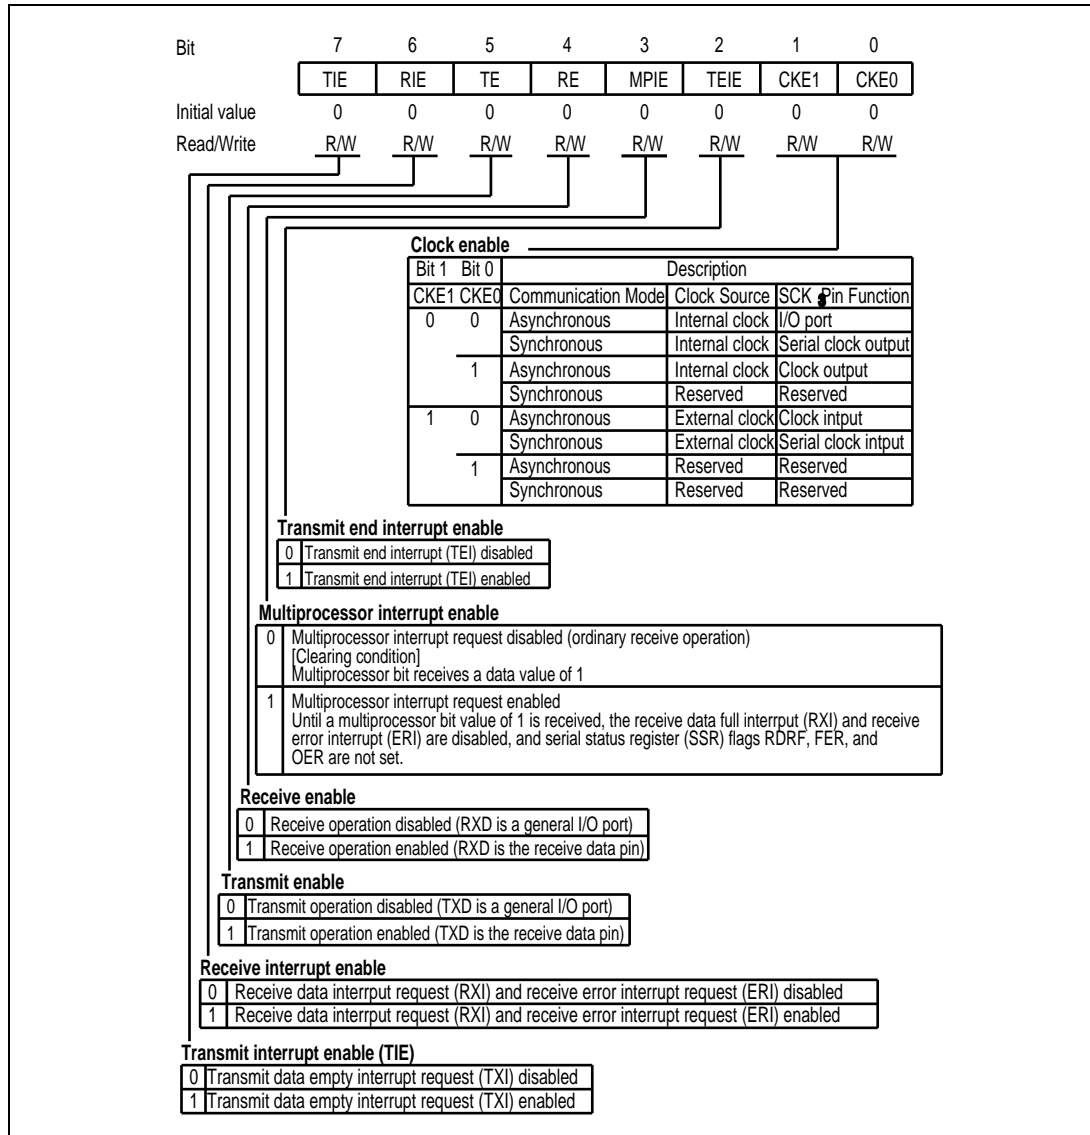 Bit 7 6 5 4 3 2 1 0
TIE RIE TE RE MPIE TEIE CKE1 CKE0
Initial value 0 0 0 0 0 0 0 0
Read/Write R/W R/W R/W R/W R/W R/W R/W R/W
Clock enable
Bit 1 Bit 0 Description
CKE1 CKE0 Communication Mode Clock Source SCK 3 Pin Function
0 0 Asynchronous Internal clock I/O port
Synchronous Internal clock Serial clock output
1 Asynchronous Internal clock Clock output
Synchronous Reserved Reserved
1 0 Asynchronous External clock Clock intput
Synchronous External clock Serial clock intput
1 Asynchronous Reserved Reserved
Synchronous Reserved Reserved
Transmit end interrupt enable
0 Transmit end interrupt (TEI) disabled
1 Transmit end interrupt (TEI) enabled
Multiprocessor interrupt enable
0 Multiprocessor interrupt request disabled (ordinary receive operation)
[Clearing condition]
Multiprocessor bit receives a data value of 1
1 Multiprocessor interrupt request enabled
Until a multiprocessor bit value of 1 is received, the receive data full interrput (RXI) and receive
error interrupt (ERI) are disabled, and serial status register (SSR) flags RDRF, FER, and
OER are not set.
Receive enable
0 Receive operation disabled (RXD is a general I/O port)
1 Receive operation enabled (RXD is the receive data pin)
Transmit enable
0 Transmit operation disabled (TXD is a general I/O port)
1 Transmit operation enabled (TXD is the receive data pin)
Receive interrupt enable
0 Receive data interrput request (RXI) and receive error interrupt request (ERI) disabled
1 Receive data interrput request (RXI) and receive error interrupt request (ERI) enabled
Transmit interrupt enable (TIE)
0 Transmit data empty interrupt request (TXI) disabled
1 Transmit data empty interrupt request (TXI) enabled